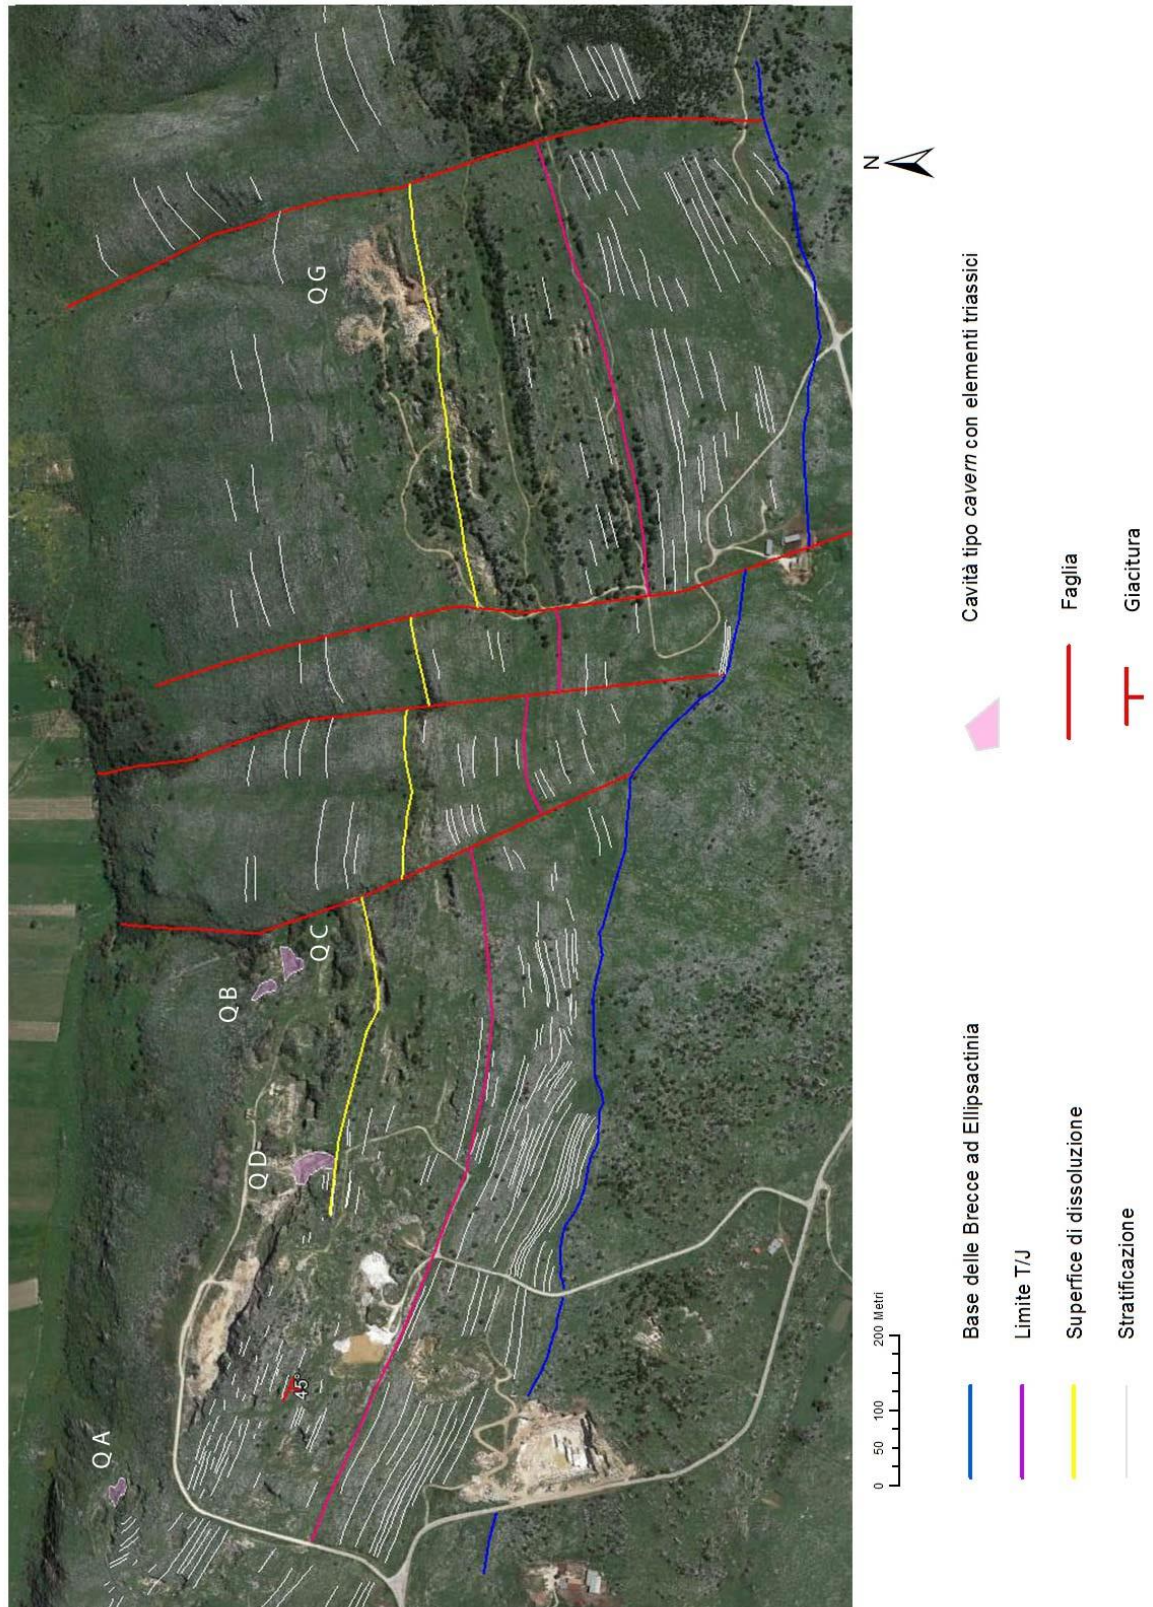 Q A
Q D
Q B
Q C
Q G
45°
0 50 100 200 Metri
N
Base delle Brecce ad Ellipsactinia
Limite T/J
Superfice di dissoluzione
Stratificazione
Cavità tipo cavern con elementi triassici
Faglia
Giacitura